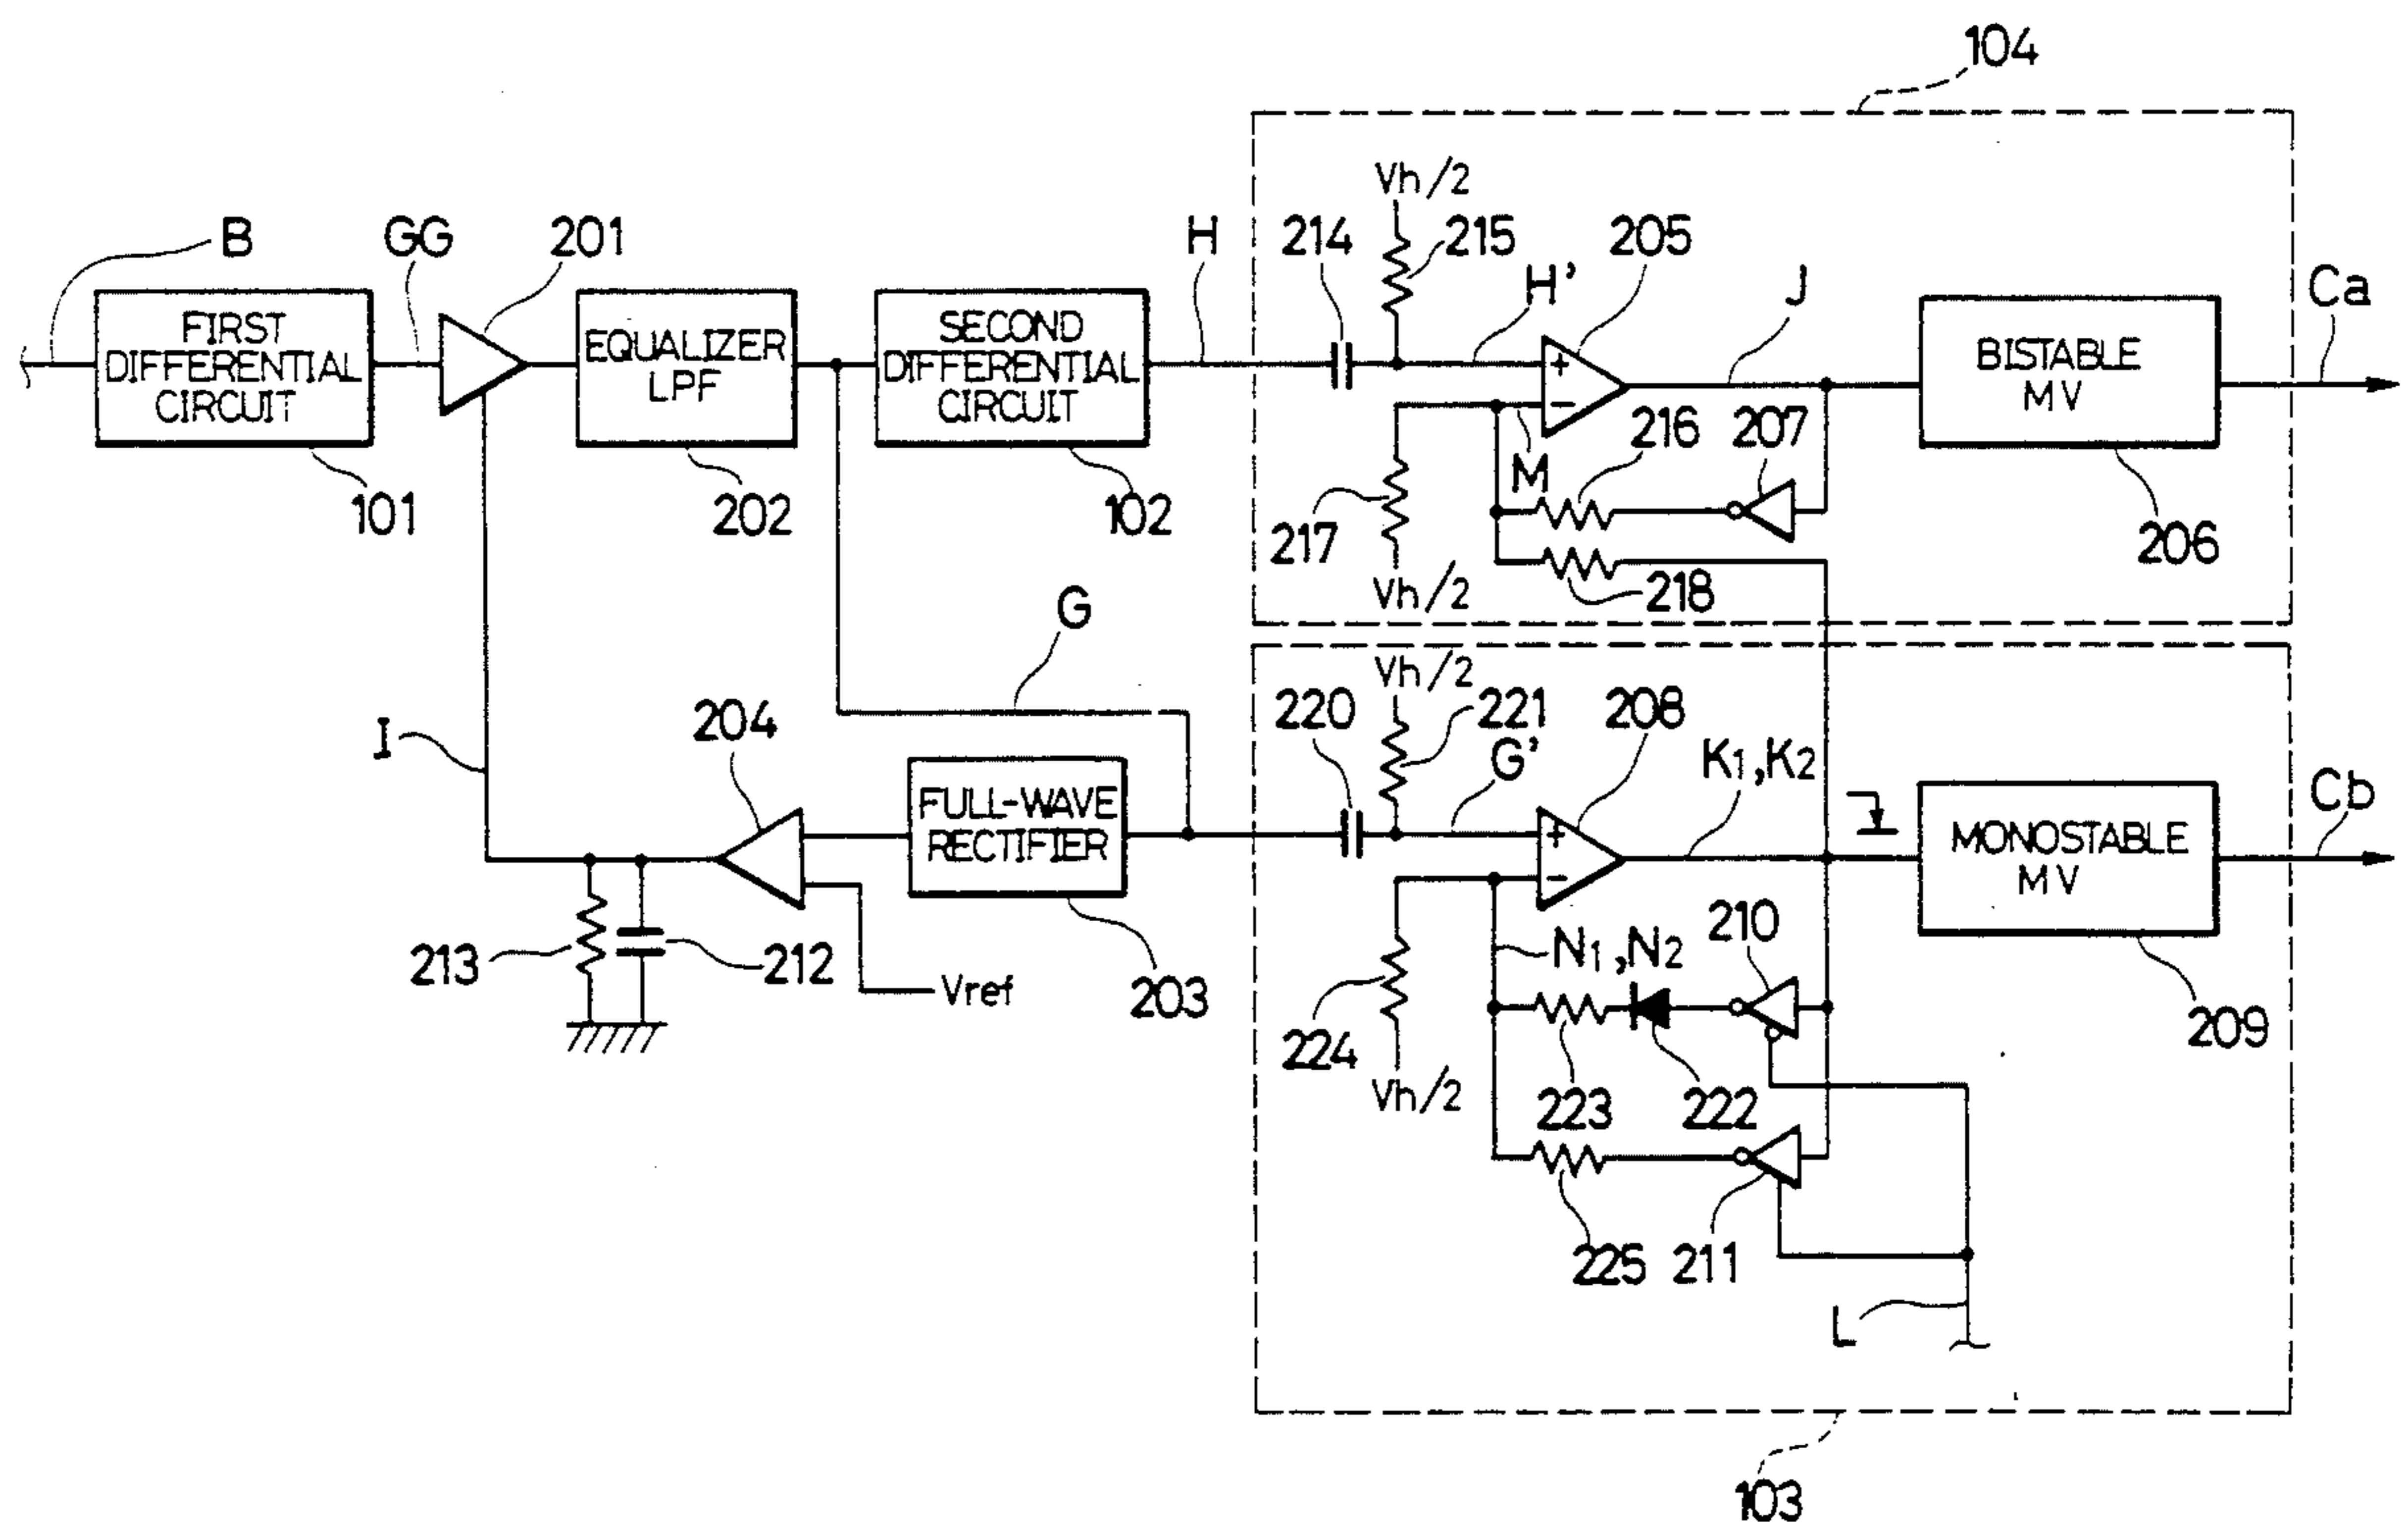 104
B
GG
201
H
214
Vh/2
215
H'
205
J
Ca
FIRST
DIFFERENTIAL
CIRCUIT
EQUALIZER
LPF
SECOND
DIFFERENTIAL
CIRCUIT
+
-
BISTABLE
MV
101
202
102
217
M
216
207
206
Vh/2
218
G
I
204
220
Vh/2
221
G'
208
K1,K2
Cb
FULL-WAVE
RECTIFIER
+
-
MONOSTABLE
MV
213
212
Vref
203
224
Vh/2
N1,N2
210
209
223
222
225
211
L
103